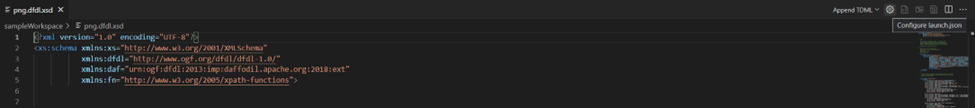 png.dfdl.xsd
Append TDML
sampleWorkspace > png.dfdl.xsd
Configure launch.json
1 <?xml version="1.0" encoding="UTF-8"?>
2 <xs:schema xmlns:xs="http://www.w3.org/2001/XMLSchema"
3 xmlns:dfdl="http://www.ogf.org/dfdl/dfdl-1.0/"
4 xmlns:daf="urn:ogf:dfdl:2013:imp:daffodil.apache.org:2018:ext"
5 xmlns:fn="http://www.w3.org/2005/xpath-functions">
6
7